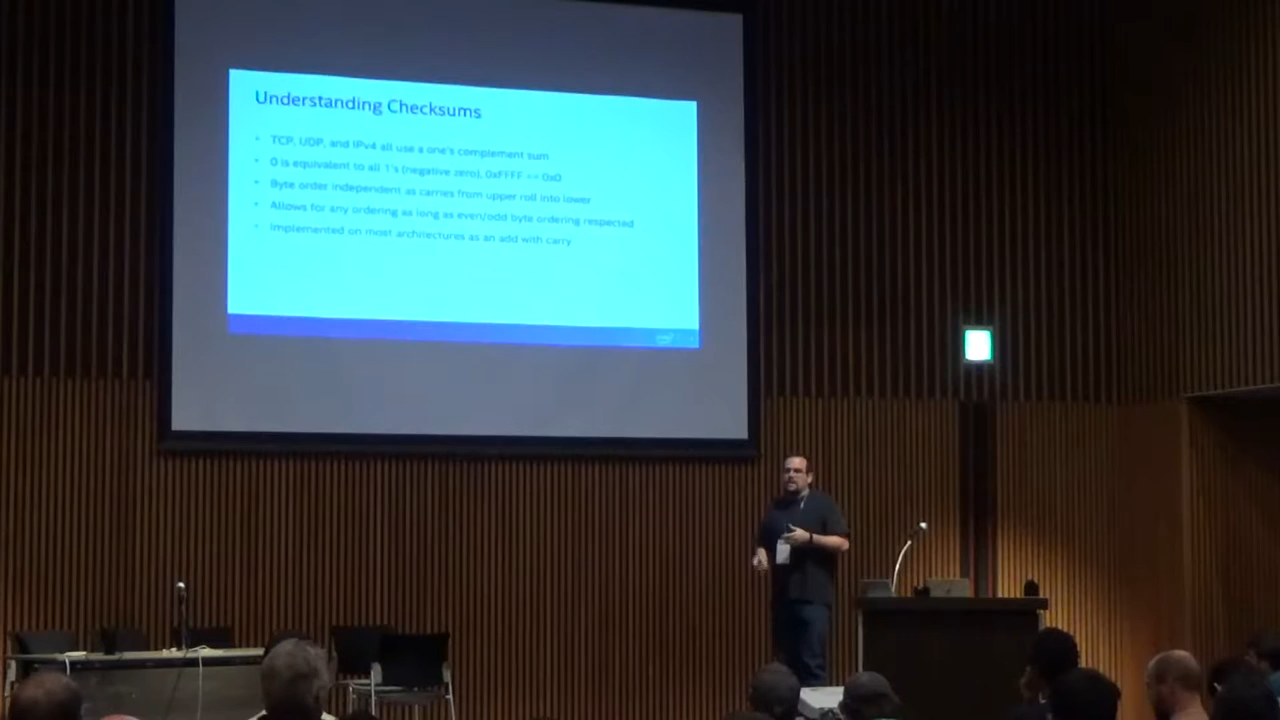 Understanding Checksums
• TCP, UDP, and IPv4 all use a one's complement sum
• 0 is equivalent to all 1's (negative zero), 0xFFFF == 0x0
• Byte order independent as carries from upper roll into lower
• Allows for any ordering as long as even/odd byte ordering respected
• Implemented on most architectures as an add with carry
intel